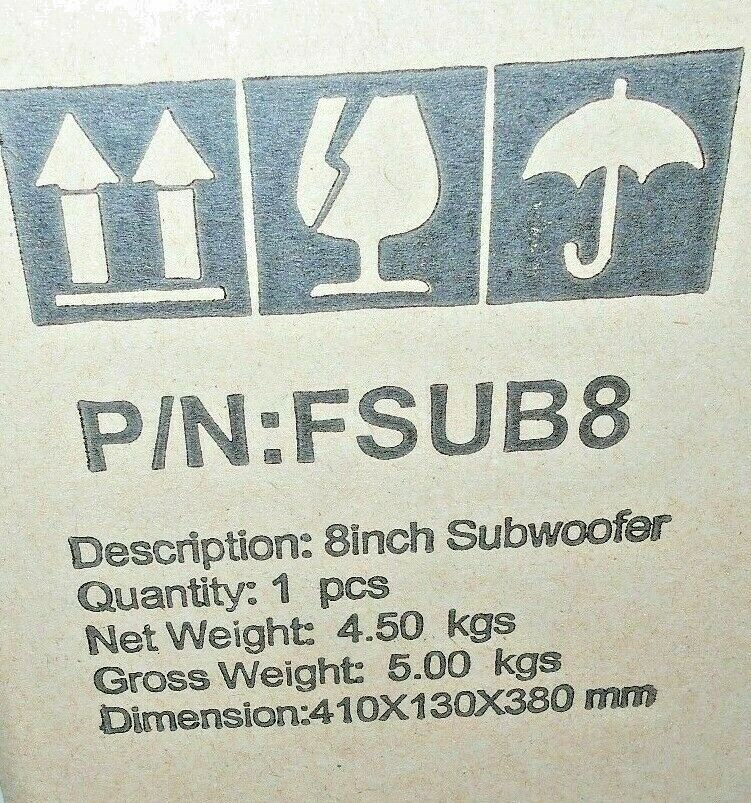 P/N:FSUB8
Description: 8inch Subwoofer
Quantity: 1 pcs
Net Weight: 4.50 kgs
Gross Weight: 5.00 kgs
Dimension:410X130X380 mm